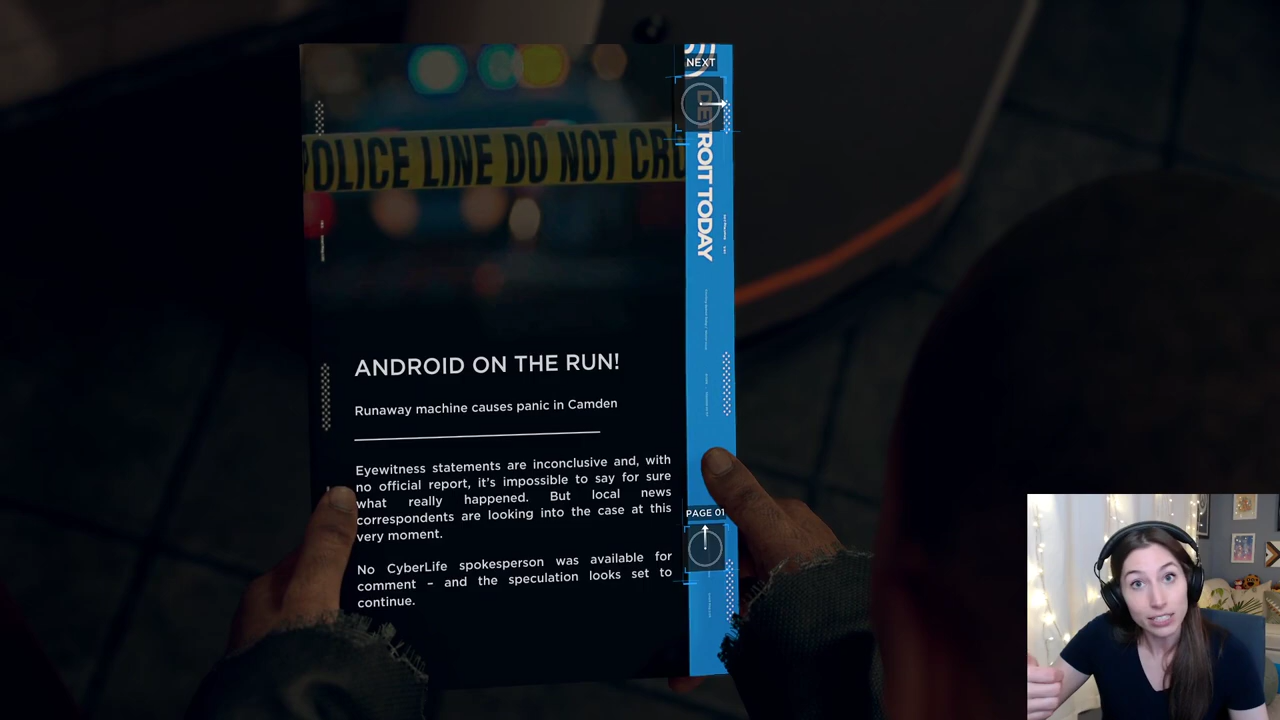 NEXT
DETROIT TODAY
POLICE LINE DO NOT CRO
ANDROID ON THE RUN!
Runaway machine causes panic in Camden
Eyewitness statements are inconclusive and, with
no official report, it's impossible to say for sure
what really happened. But local news
correspondents are looking into the case at this
very moment.
PAGE 01
No CyberLife spokesperson was available for
comment – and the speculation looks set to
continue.